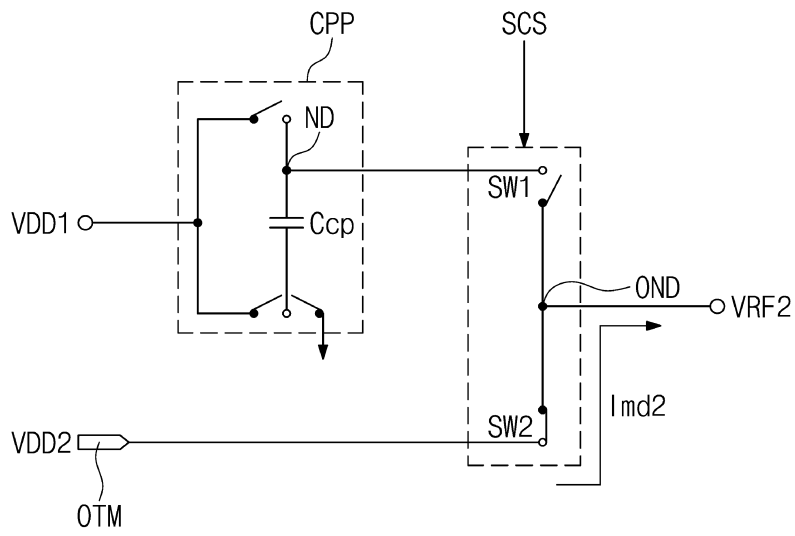 CPP
SCS
ND
SW1
VDD1
Ccp
OND
VRF2
Imd2
SW2
VDD2
OTM